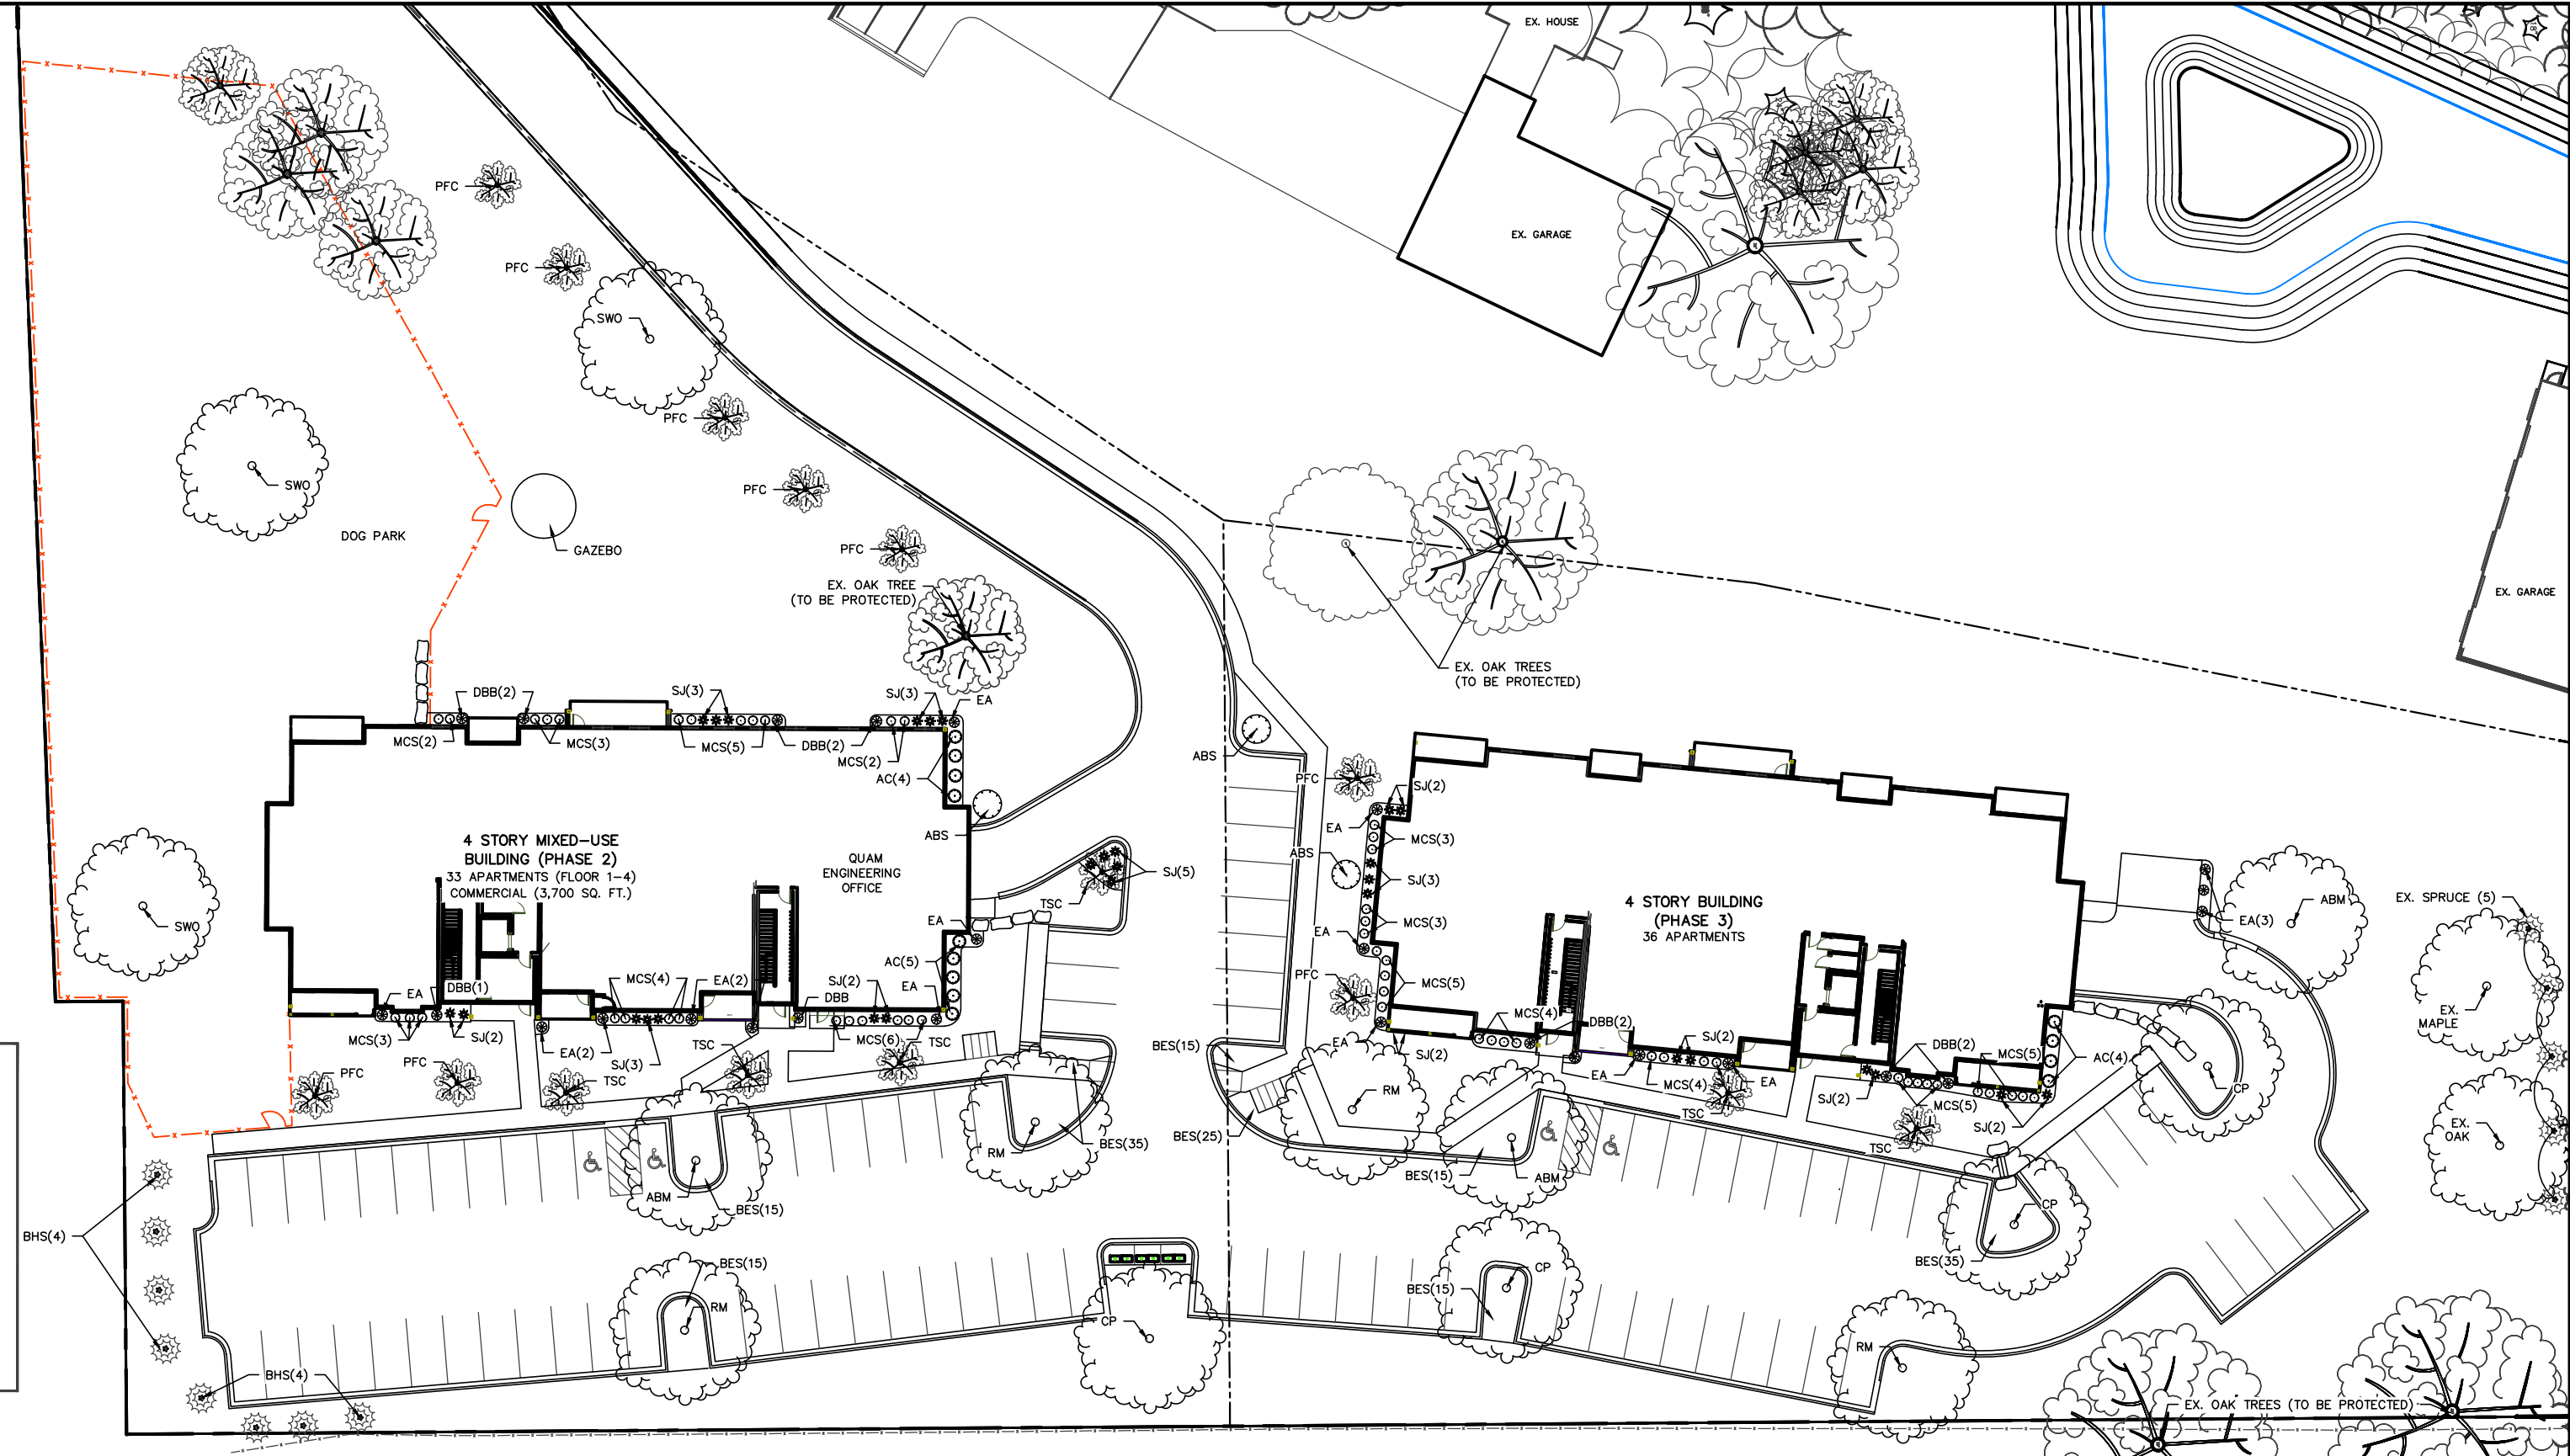 EX. HOUSE
PFC
EX. GARAGE
PFC
SWO
PFC
SWO
PFC
DOG PARK
GAZEBO
PFC
EX. OAK TREE
(TO BE PROTECTED)
EX. GARAGE
EX. OAK TREES
(TO BE PROTECTED)
DBB(2)
SJ(3)
SJ(3)
EA
MCS(2)
MCS(3)
MCS(5)
DBB(2)
MCS(2)
AC(4)
ABS
PFC
SJ(2)
ABS
EA
MCS(3)
4 STORY MIXED-USE
BUILDING (PHASE 2)
33 APARTMENTS (FLOOR 1-4)
COMMERCIAL (3,700 SQ. FT.)
QUAM
ENGINEERING
OFFICE
ABS
SJ(5)
SJ(3)
TSC
4 STORY BUILDING
(PHASE 3)
36 APARTMENTS
ABM
EX. SPRUCE (5)
SWO
EA
EA
MCS(3)
EA(3)
AC(5)
PFC
MCS(5)
EA
DBB(1)
MCS(4)
EA(2)
SJ(2)
EA
DBB
EX.
MAPLE
MCS(3)
SJ(2)
EA(2)
SJ(3)
TSC
MCS(6)
TSC
BES(15)
EA
SJ(2)
MCS(4)
DBB(2)
SJ(2)
DBB(2)
MCS(5)
AC(4)
PFC
PFC
TSC
RM
EA
MCS(4)
EA
TSC
SJ(2)
MCS(5)
SJ(2)
CP
RM
BES(35)
BES(25)
TSC
EX.
OAK
ABM
BES(15)
BES(15)
ABM
CP
BHS(4)
BES(15)
RM
CP
BES(15)
CP
BES(35)
RM
BHS(4)
EX. OAK TREES (TO BE PROTECTED)